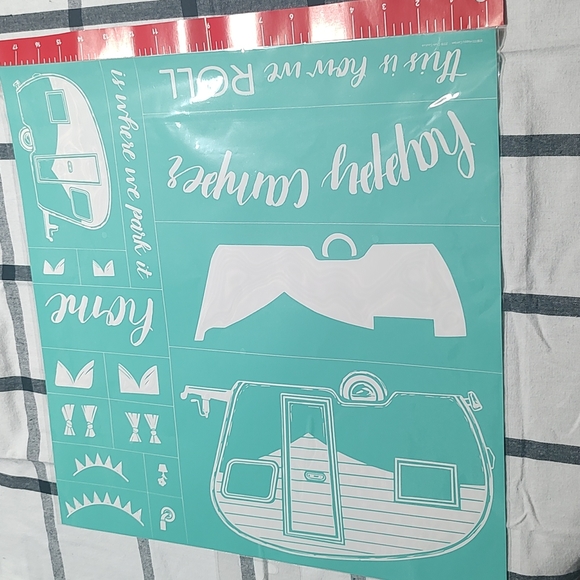 this is how we ROLL
happy camper
is where we park it
home